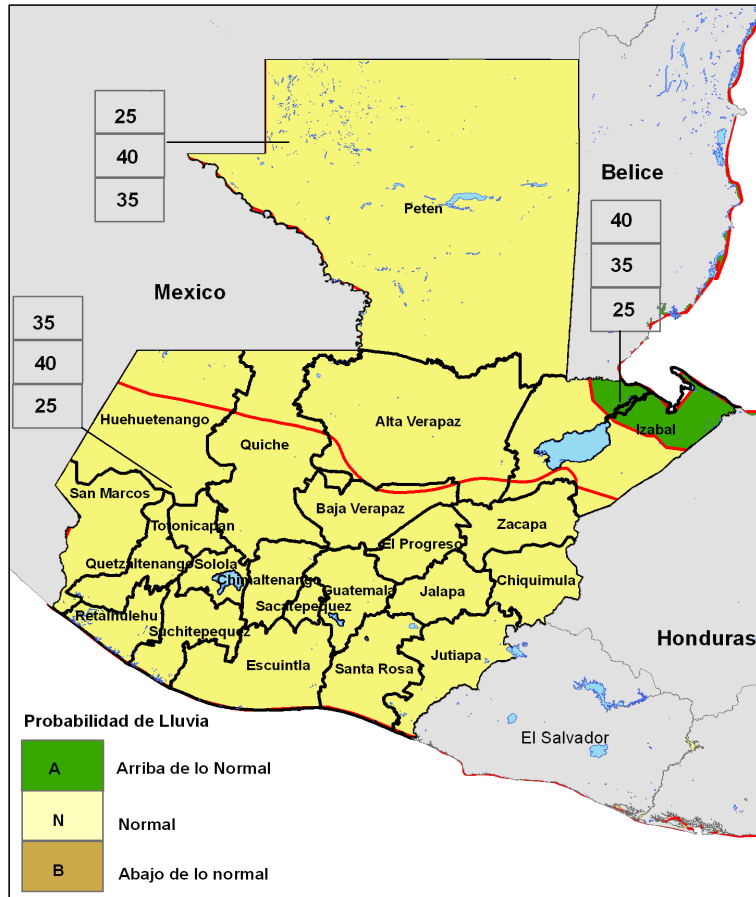 25
40
35
Belice
40
35
25
Peten
Mexico
35
40
25
Huehuetenango
Quiche
Alta Verapaz
Izabal
San Marcos
Totonicapan
Baja Verapaz
Zacapa
El Progreso
Quetzaltenango
Solola
Chimaltenango
Guatemala
Jalapa
Chiquimula
Sacatepequez
Retalhulehu
Suchitepequez
Escuintla
Santa Rosa
Jutiapa
Honduras
El Salvador
Probabilidad de Lluvia
A Arriba de lo Normal
N Normal
B Abajo de lo normal